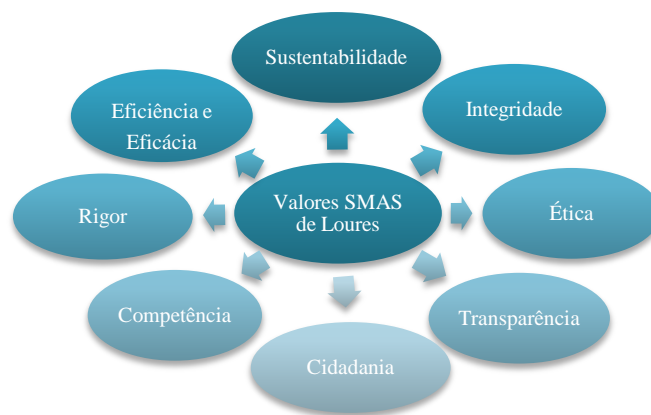 Sustentabilidade
Eficiência e
Eficácia
Integridade
Rigor
Valores SMAS
de Loures
Ética
Competência
Transparência
Cidadania